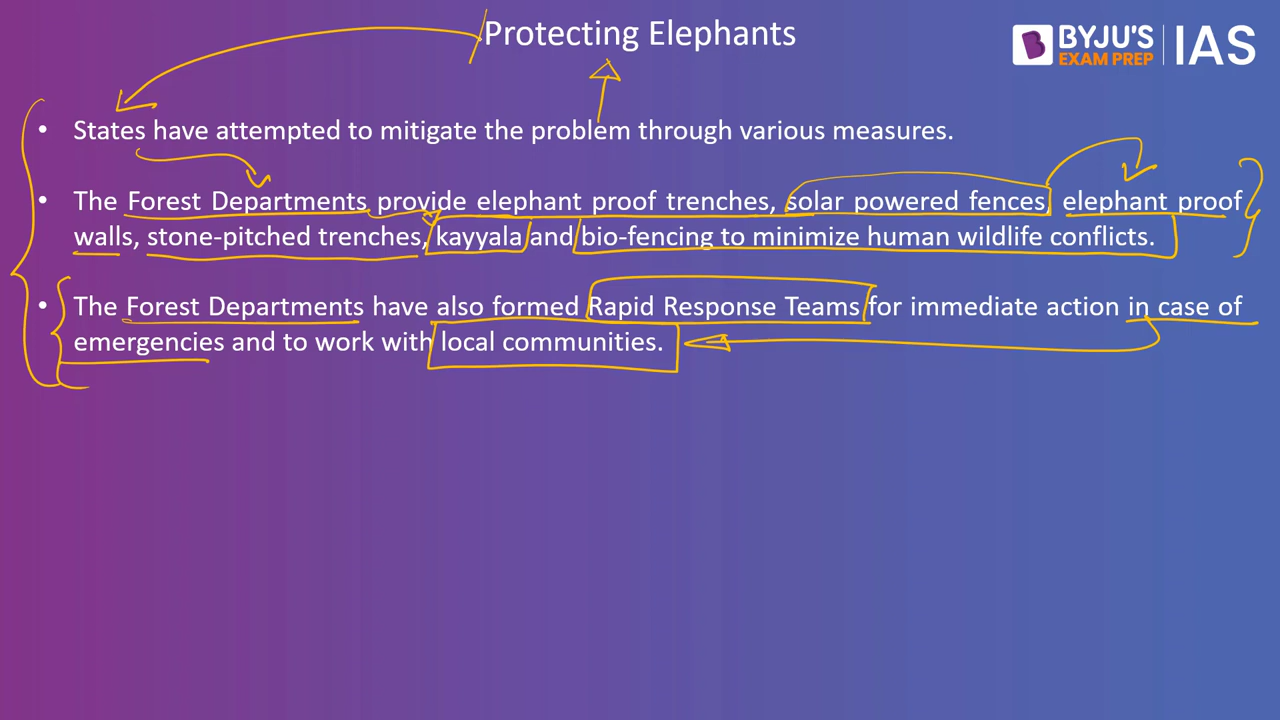 Protecting Elephants
BYJU'S
EXAM PREP
IAS
• States have attempted to mitigate the problem through various measures.
• The Forest Departments provide elephant proof trenches, solar powered fences, elephant proof
walls, stone-pitched trenches, kayyala and bio-fencing to minimize human wildlife conflicts.
• The Forest Departments have also formed Rapid Response Teams for immediate action in case of
emergencies and to work with local communities.